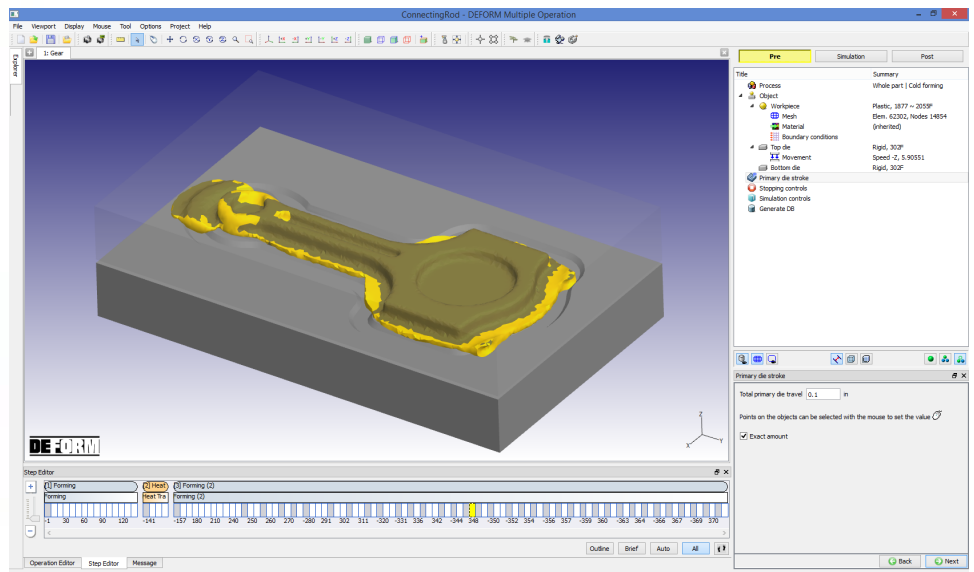 ConnectingRod - DEFORM Multiple Operation
File Viewport Display Mouse Tool Options Project Help
Explorer
1: Gear
Pre Simulation Post
Title Summary
Process Whole part | Cold forming
Object
Workpiece Plastic, 1877 ~ 2055F
Mesh Elem. 62302, Nodes 14854
Material (inherited)
Boundary conditions
Top die Rigid, 302F
Movement Speed -Z, 5.90551
Bottom die Rigid, 302F
Primary die stroke
Stopping controls
Simulation controls
Generate DB
Primary die stroke
Total primary die travel 0.1 in
Points on the objects can be selected with the mouse to set the value
Exact amount
Back Next
Z
X Y
DEFORM
Step Editor
[1] Forming [2] Heat [3] Forming (2)
Forming Heat Tra Forming (2)
-1 30 60 90 120 -141 -157 180 210 240 250 260 270 -280 291 302 311 -320 -331 336 342 -344 348 -350 -352 354 -356 357 -359 360 -363 364 -366 367 -369 370
Outline Brief Auto All
Operation Editor Step Editor Message